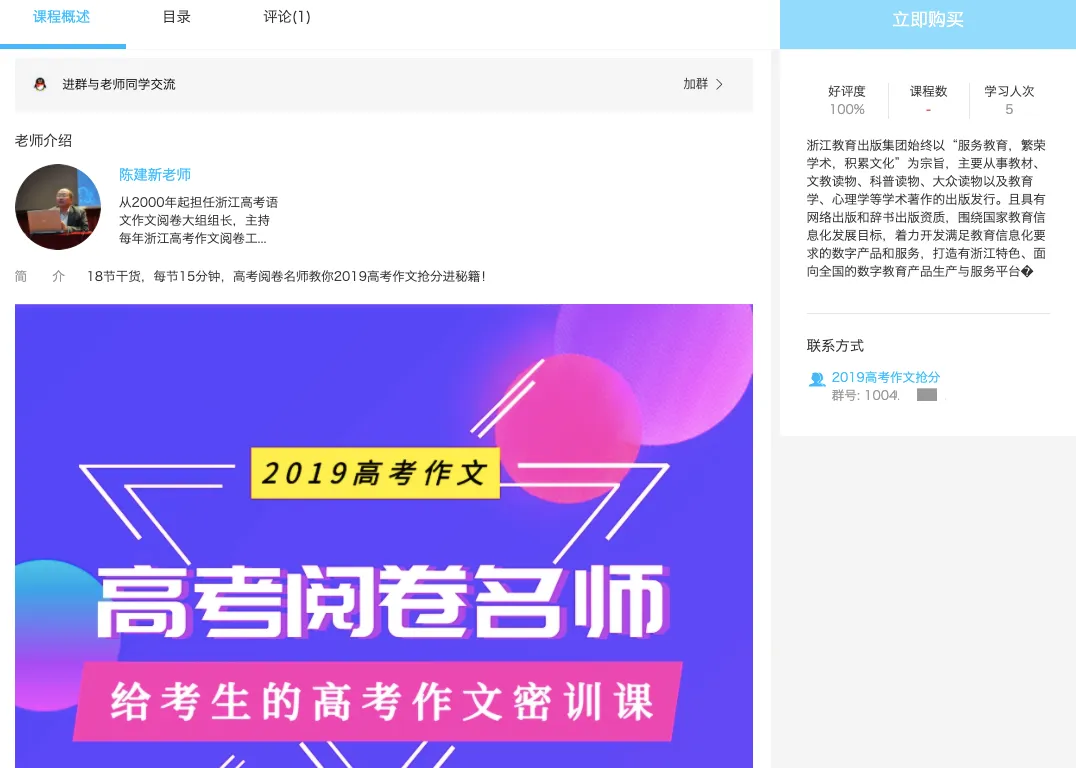 课程概述
目录
评论(1)
立即购买
进群与老师同学交流
加群
老师介绍
陈建新老师
从2000年起担任浙江高考语
文作文阅卷大组组长，主持
每年浙江高考作文阅卷工...
简 介 18节干货，每节15分钟，高考阅卷名师教你2019高考作文抢分进秘籍！
2019高考作文
高考阅卷名师
给考生的高考作文密训课
好评度
100%
课程数
-
学习人次
5
浙江教育出版集团始终以“服务教育，繁荣
学术，积累文化”为宗旨，主要从事教材、
文教读物、科普读物、大众读物以及教育
学、心理学等学术著作的出版发行。且具有
网络出版和辞书出版资质，围绕国家教育信
息化发展目标，着力开发满足教育信息化要
求的数字产品和服务，打造有浙江特色、面
向全国的数字教育产品生产与服务平台�
联系方式
2019高考作文抢分
群号: 1004